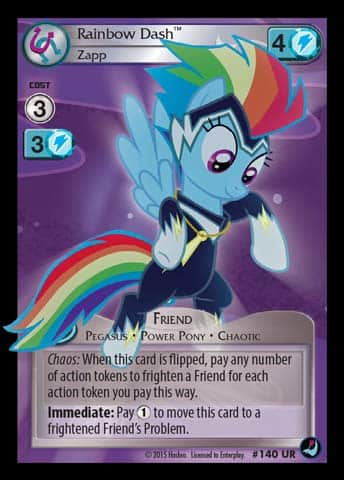 Rainbow Dash™
Zapp
4
COST
3
3
FRIEND
PEGASUS • POWER PONY • CHAOTIC
Chaos: When this card is flipped, pay any number
of action tokens to frighten a Friend for each
action token you pay this way.
Immediate: Pay 1 to move this card to a
frightened Friend's Problem.
© 2015 Hasbro. Licensed to Enterplay. #140 UR